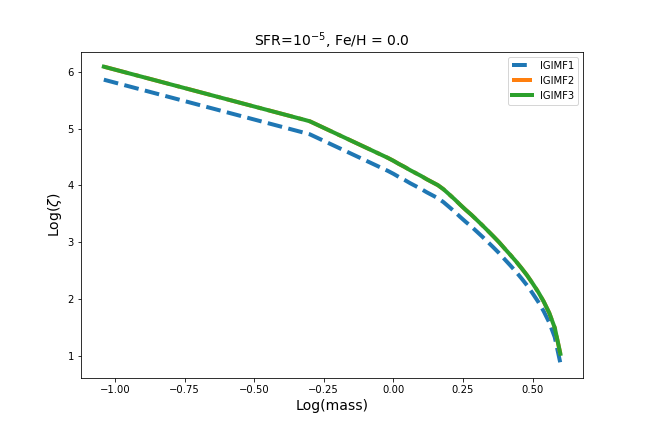 SFR=10⁻⁵, Fe/H = 0.0
IGIMF1
IGIMF2
IGIMF3
Log(ζ)
6
5
4
3
2
1
−1.00 −0.75 −0.50 −0.25 0.00 0.25 0.50
Log(mass)